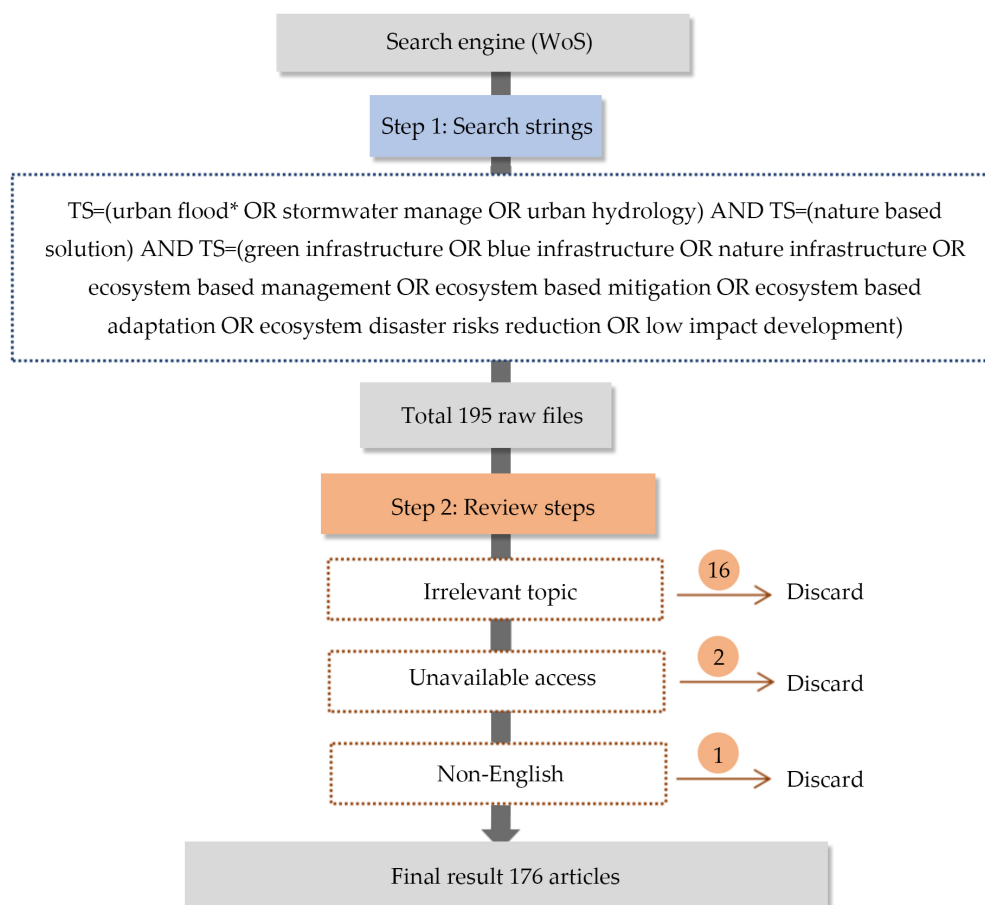 Search engine (WoS)
Step 1: Search strings
TS=(urban flood* OR stormwater manage OR urban hydrology) AND TS=(nature based
solution) AND TS=(green infrastructure OR blue infrastructure OR nature infrastructure OR
ecosystem based management OR ecosystem based mitigation OR ecosystem based
adaptation OR ecosystem disaster risks reduction OR low impact development)
Total 195 raw files
Step 2: Review steps
16
Irrelevant topic
Discard
2
Unavailable access
Discard
1
Non-English
Discard
Final result 176 articles